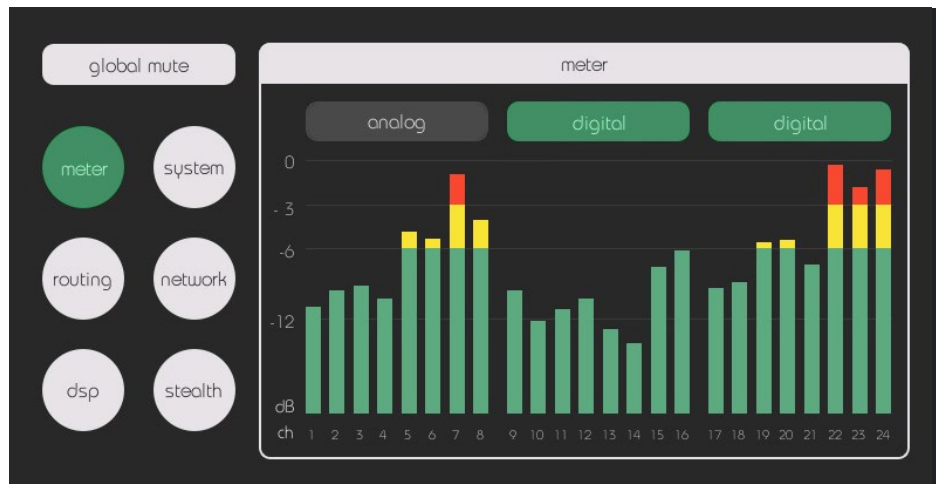 global mute
meter
system
routing
network
dsp
stealth
meter
analog digital digital
0
- 3
-6
-12
dB
ch 1 2 3 4 5 6 7 8 9 10 11 12 13 14 15 16 17 18 19 20 21 22 23 24